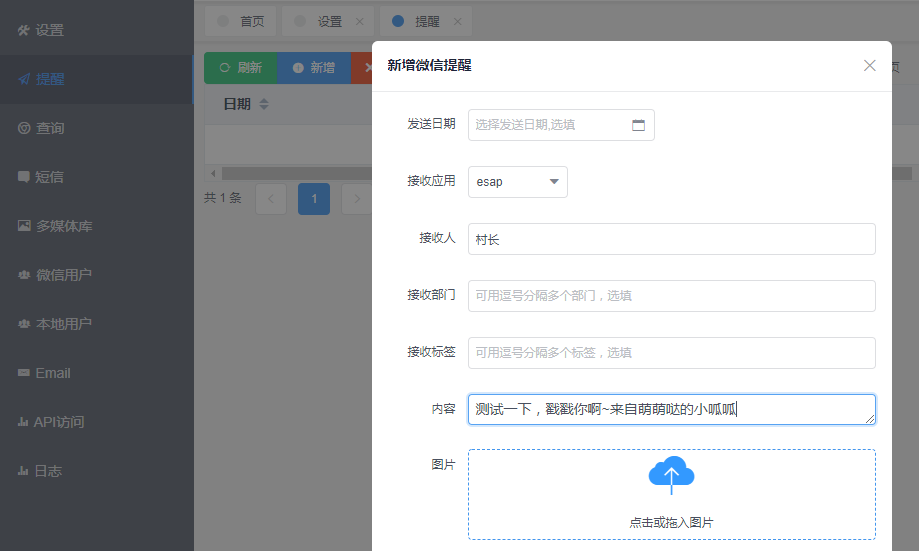 设置
提醒
查询
短信
多媒体库
微信用户
本地用户
Email
API访问
日志
首页
设置
提醒
刷新
新增
页
日期
共 1 条
1
新增微信提醒
发送日期
选择发送日期,选填
接收应用
esap
接收人
村长
接收部门
可用逗号分隔多个部门，选填
接收标签
可用逗号分隔多个标签，选填
内容
测试一下，戳戳你啊~来自萌萌哒的小呱呱
图片
点击或拖入图片